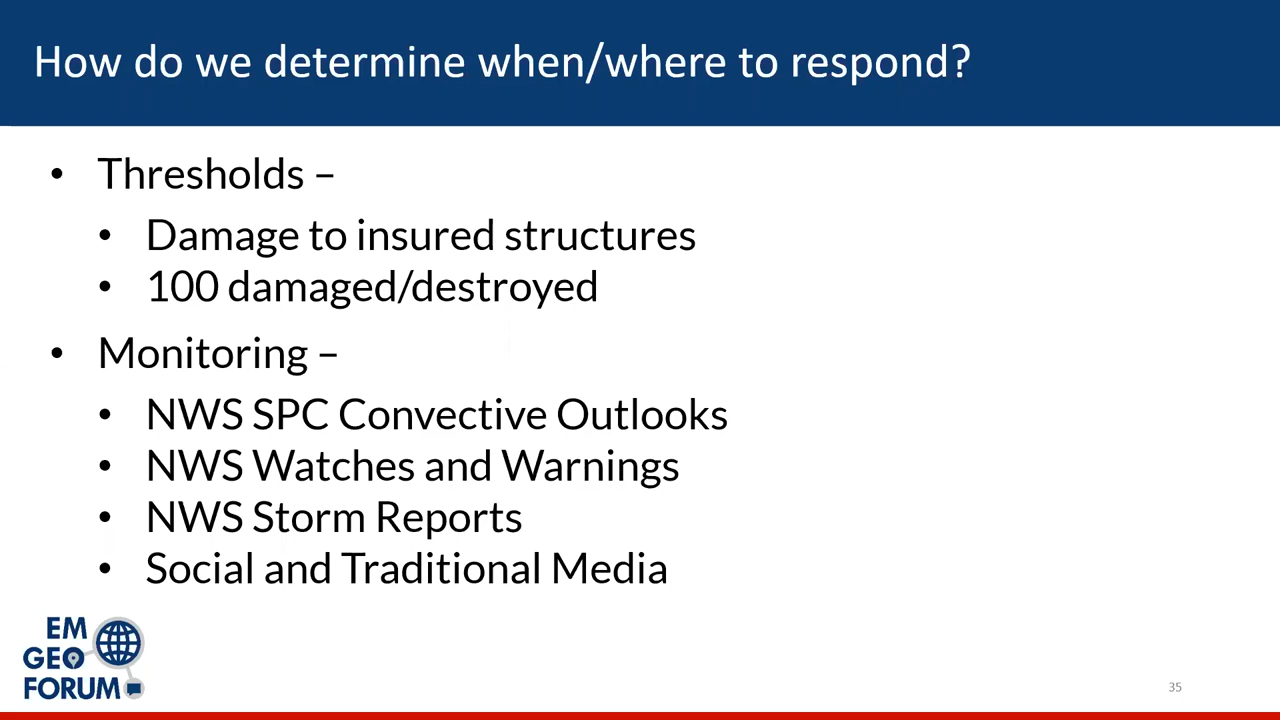 How do we determine when/where to respond?
• Thresholds –
• Damage to insured structures
• 100 damaged/destroyed
• Monitoring –
• NWS SPC Convective Outlooks
• NWS Watches and Warnings
• NWS Storm Reports
• Social and Traditional Media
EM
GEO
FORUM
35